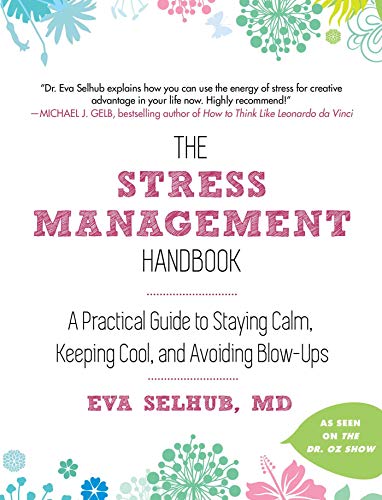 “Dr. Eva Selhub explains how you can use the energy of stress for creative
advantage in your life now. Highly recommend!”
—MICHAEL J. GELB, bestselling author of How to Think Like Leonardo da Vinci
THE
STRESS
MANAGEMENT
HANDBOOK
A Practical Guide to Staying Calm,
Keeping Cool, and Avoiding Blow-Ups
EVA SELHUB, MD
AS SEEN
ON THE
DR. OZ SHOW